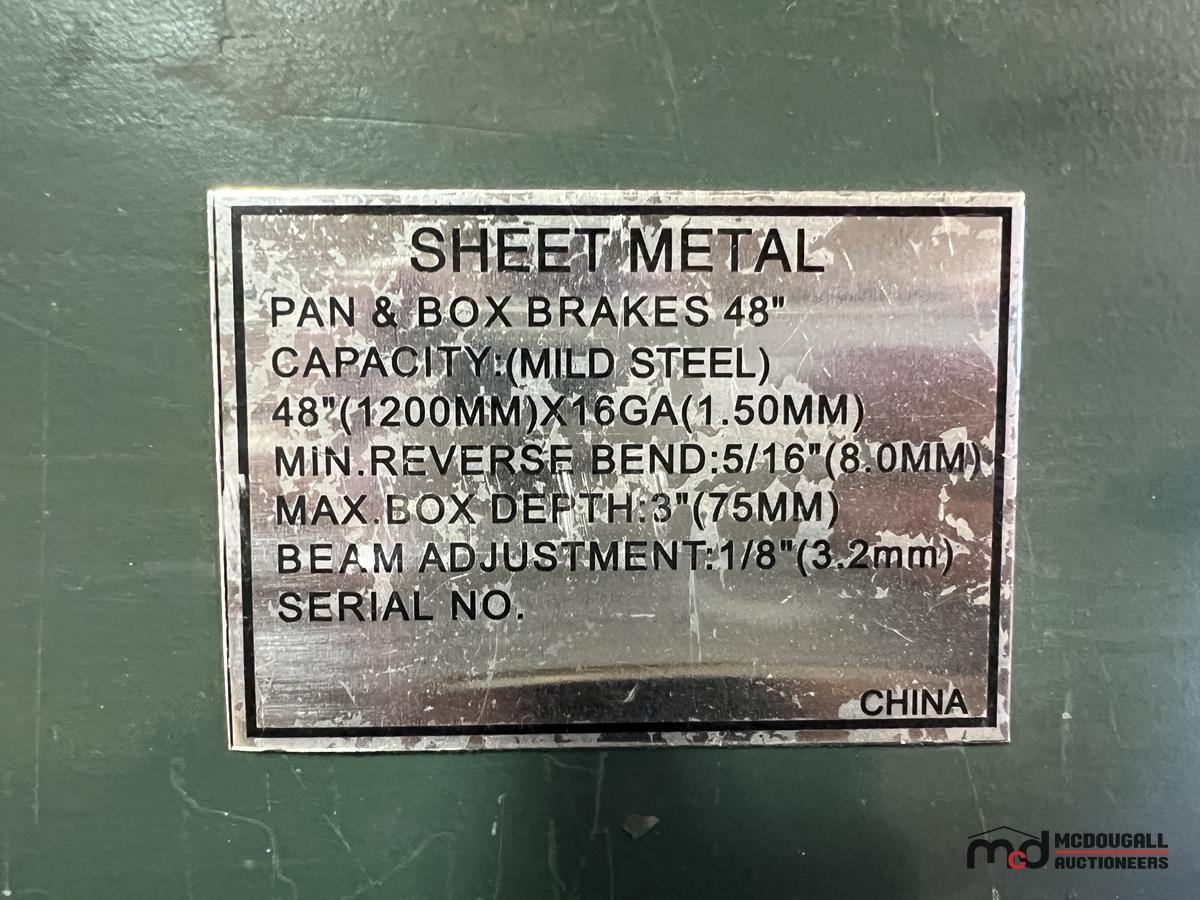 SHEET METAL
PAN & BOX BRAKES 48"
CAPACITY:(MILD STEEL)
48"(1200MM)X16GA(1.50MM)
MIN.REVERSE BEND:5/16"(8.0MM)
MAX.BOX DEPTH:3"(75MM)
BEAM ADJUSTMENT:1/8"(3.2mm)
SERIAL NO.
CHINA
mcd MCDOUGALL
AUCTIONEERS